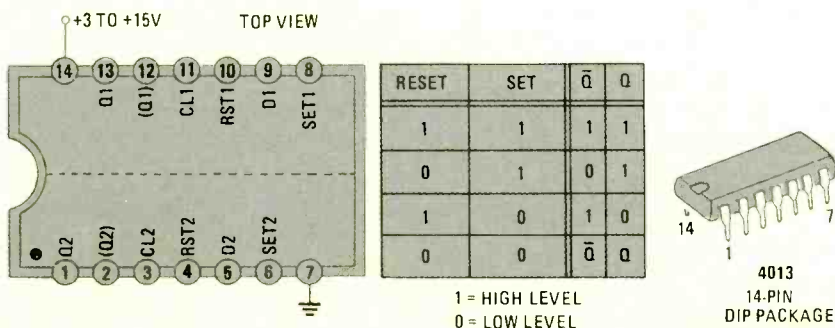 +3 TO +15V TOP VIEW
14 13 12 11 10 9 8
Q1 (Q1) CL1 RST1 D1 SET1
Q2 (Q2) CL2 RST2 D2 SET2
1 2 3 4 5 6 7
RESET SET Q̅ Q
1 1 1 1
0 1 0 1
1 0 1 0
0 0 Q̅ Q
1 = HIGH LEVEL
0 = LOW LEVEL
14 1 7
4013
14-PIN
DIP PACKAGE